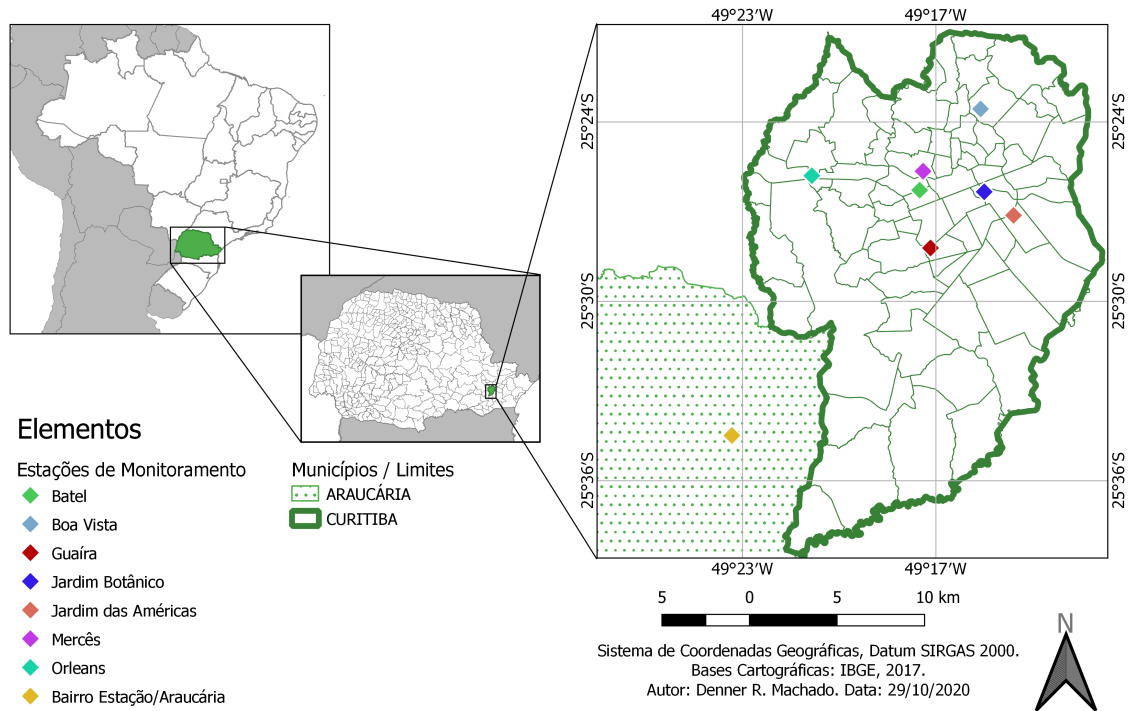 49°23'W 49°17'W
25°24'S 25°24'S
25°30'S 25°30'S
25°36'S 25°36'S
49°23'W 49°17'W
Elementos
Estações de Monitoramento
Batel
Boa Vista
Guaíra
Jardim Botânico
Jardim das Américas
Mercês
Orleans
Bairro Estação/Araucária
Municípios / Limites
ARAUCÁRIA
CURITIBA
5 0 5 10 km
Sistema de Coordenadas Geográficas, Datum SIRGAS 2000.
Bases Cartográficas: IBGE, 2017.
Autor: Denner R. Machado. Data: 29/10/2020
N